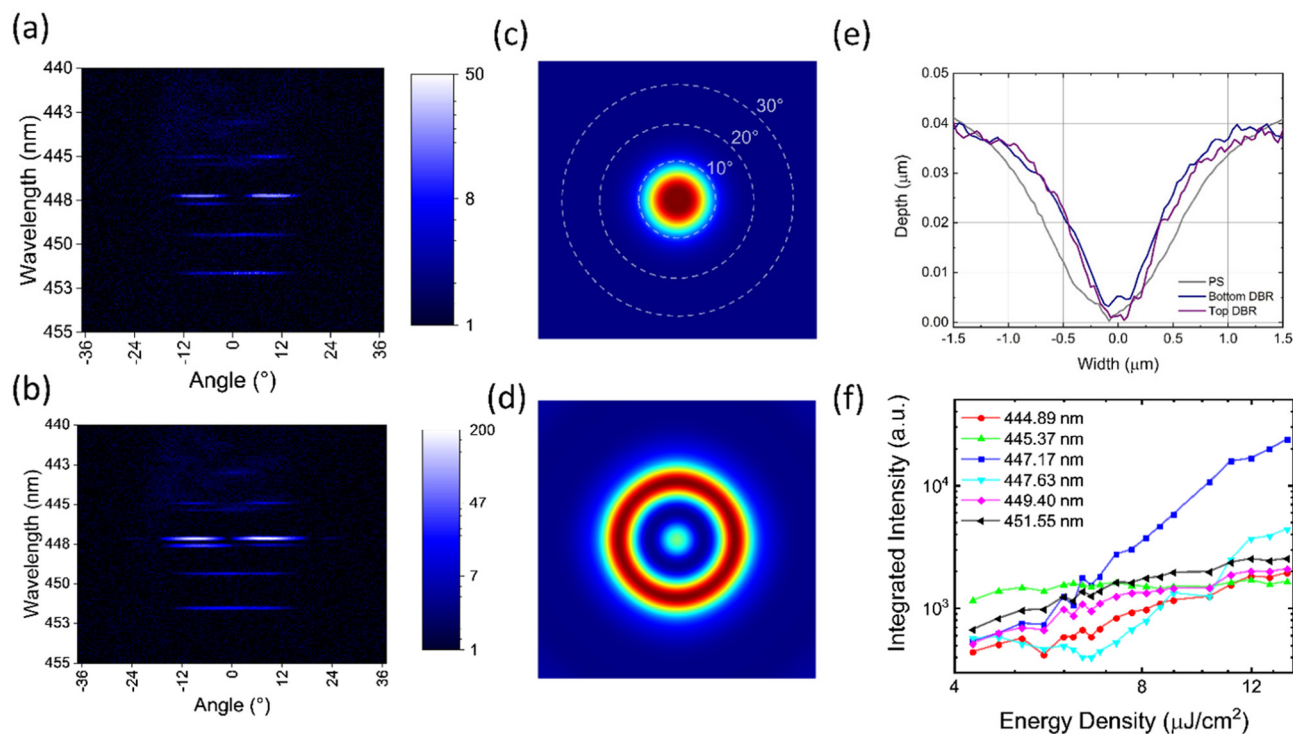 (a)
440
443
445
448
450
453
455
Wavelength (nm)
-36
-24
-12
0
12
24
36
Angle (°)
50
8
1
(b)
440
443
445
448
450
453
455
Wavelength (nm)
-36
-24
-12
0
12
24
36
Angle (°)
200
47
7
1
(c)
30°
20°
10°
(d)
(e)
0.05
0.04
0.03
0.02
0.01
0.00
Depth (μm)
PS
Bottom DBR
Top DBR
-1.5
-1.0
-0.5
0.0
0.5
1.0
1.5
Width (μm)
(f)
Integrated Intensity (a.u.)
10⁴
10³
444.89 nm
445.37 nm
447.17 nm
447.63 nm
449.40 nm
451.55 nm
4
8
12
Energy Density (μJ/cm²)